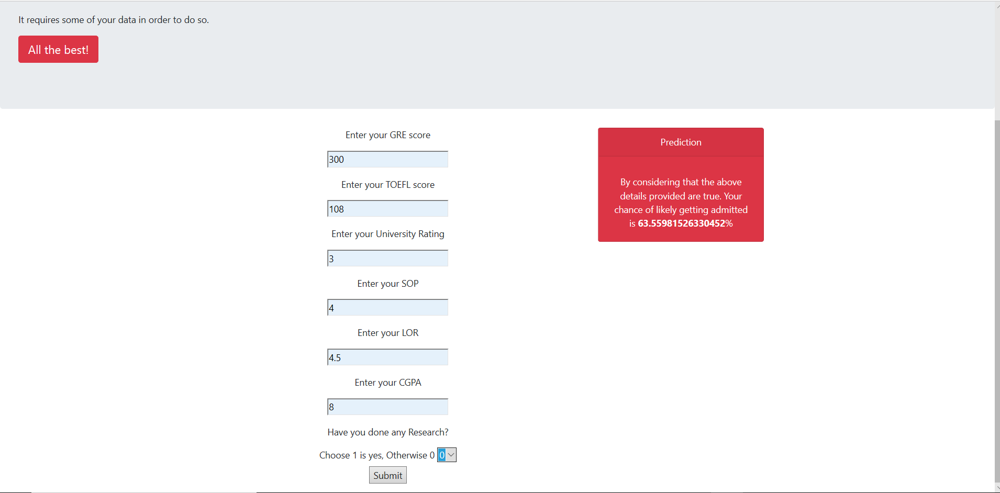 It requires some of your data in order to do so.
All the best!
Enter your GRE score
300
Enter your TOEFL score
108
Enter your University Rating
3
Enter your SOP
4
Enter your LOR
4.5
Enter your CGPA
8
Have you done any Research?
Choose 1 is yes, Otherwise 0 0
Submit
Prediction
By considering that the above
details provided are true. Your
chance of likely getting admitted
is 63.55981526330452%